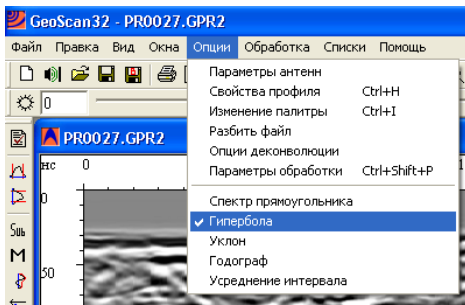 GeoScan32 - PR0027.GPR2
Файл Правка Вид Окна Опции Обработка Списки Помощь
Параметры антенн
Свойства профиля Ctrl+H
Изменение палитры Ctrl+I
Разбить файл
Опции деконволюции
Параметры обработки Ctrl+Shift+P
Спектр прямоугольника
Гипербола
Уклон
Годограф
Усреднение интервала
0
PR0027.GPR2
нс 0
0
Sub
M
50